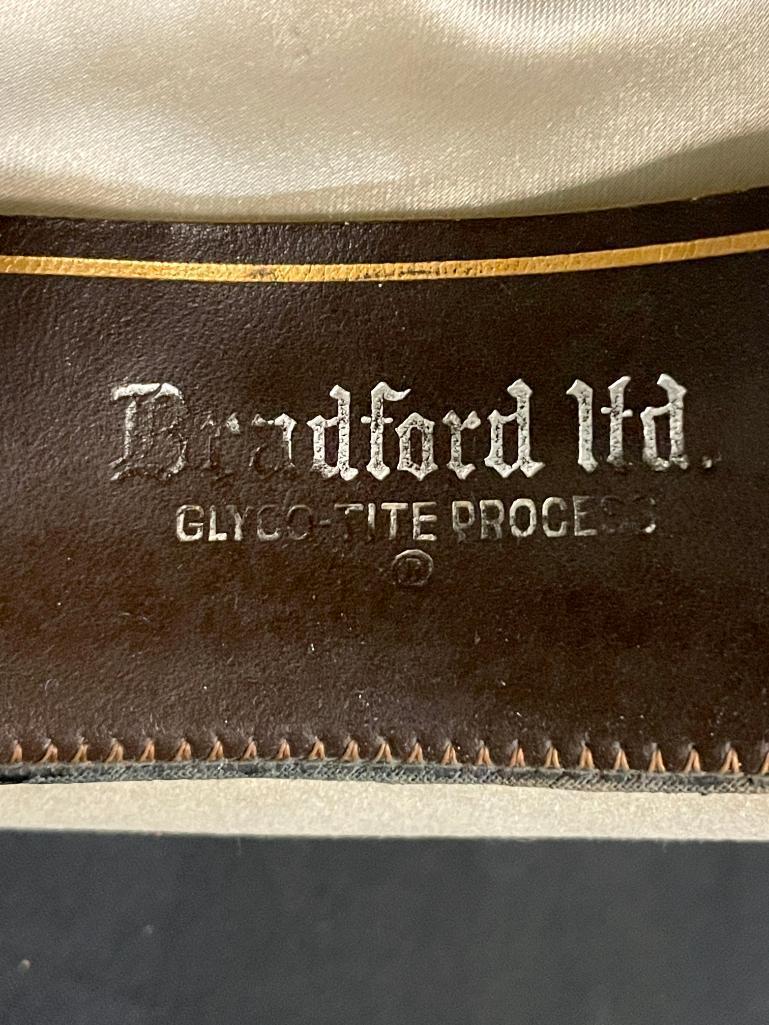 Bradford ltd.
GLYCO-TITE PROCESS
®